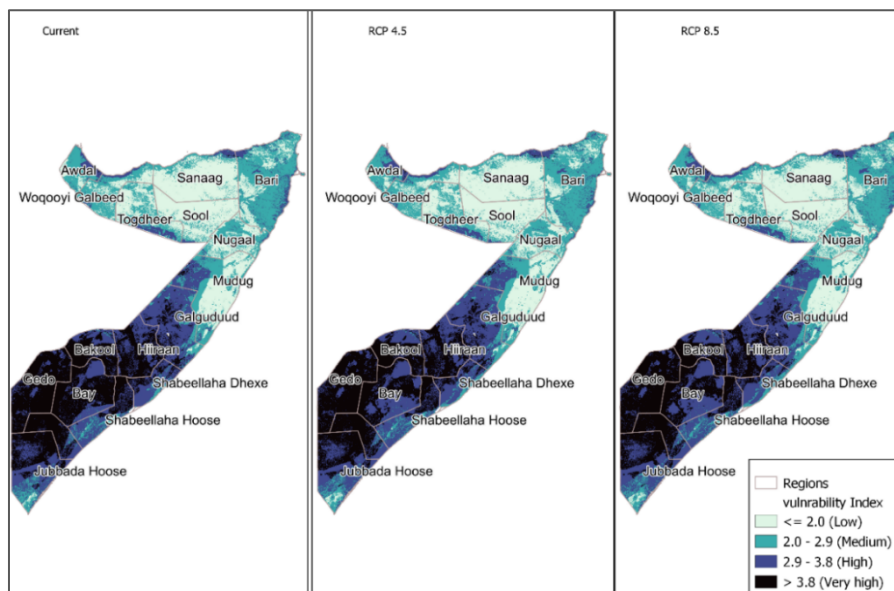 Current
RCP 4.5
RCP 8.5
Awdal
Sanaag
Bari
Woqooyi Galbeed
Togdheer
Sool
Nugaal
Mudug
Galguduud
Bakool
Hiiraan
Gedo
Bay
Shabeellaha Dhexe
Shabeellaha Hoose
Jubbada Hoose
Awdal
Sanaag
Bari
Woqooyi Galbeed
Togdheer
Sool
Nugaal
Mudug
Galguduud
Bakool
Hiiraan
Gedo
Bay
Shabeellaha Dhexe
Shabeellaha Hoose
Jubbada Hoose
Awdal
Sanaag
Bari
Woqooyi Galbeed
Togdheer
Sool
Nugaal
Mudug
Galguduud
Bakool
Hiiraan
Gedo
Bay
Shabeellaha Dhexe
Shabeellaha Hoose
Jubbada Hoose
Regions
vulnrability Index
<= 2.0 (Low)
2.0 - 2.9 (Medium)
2.9 - 3.8 (High)
> 3.8 (Very high)